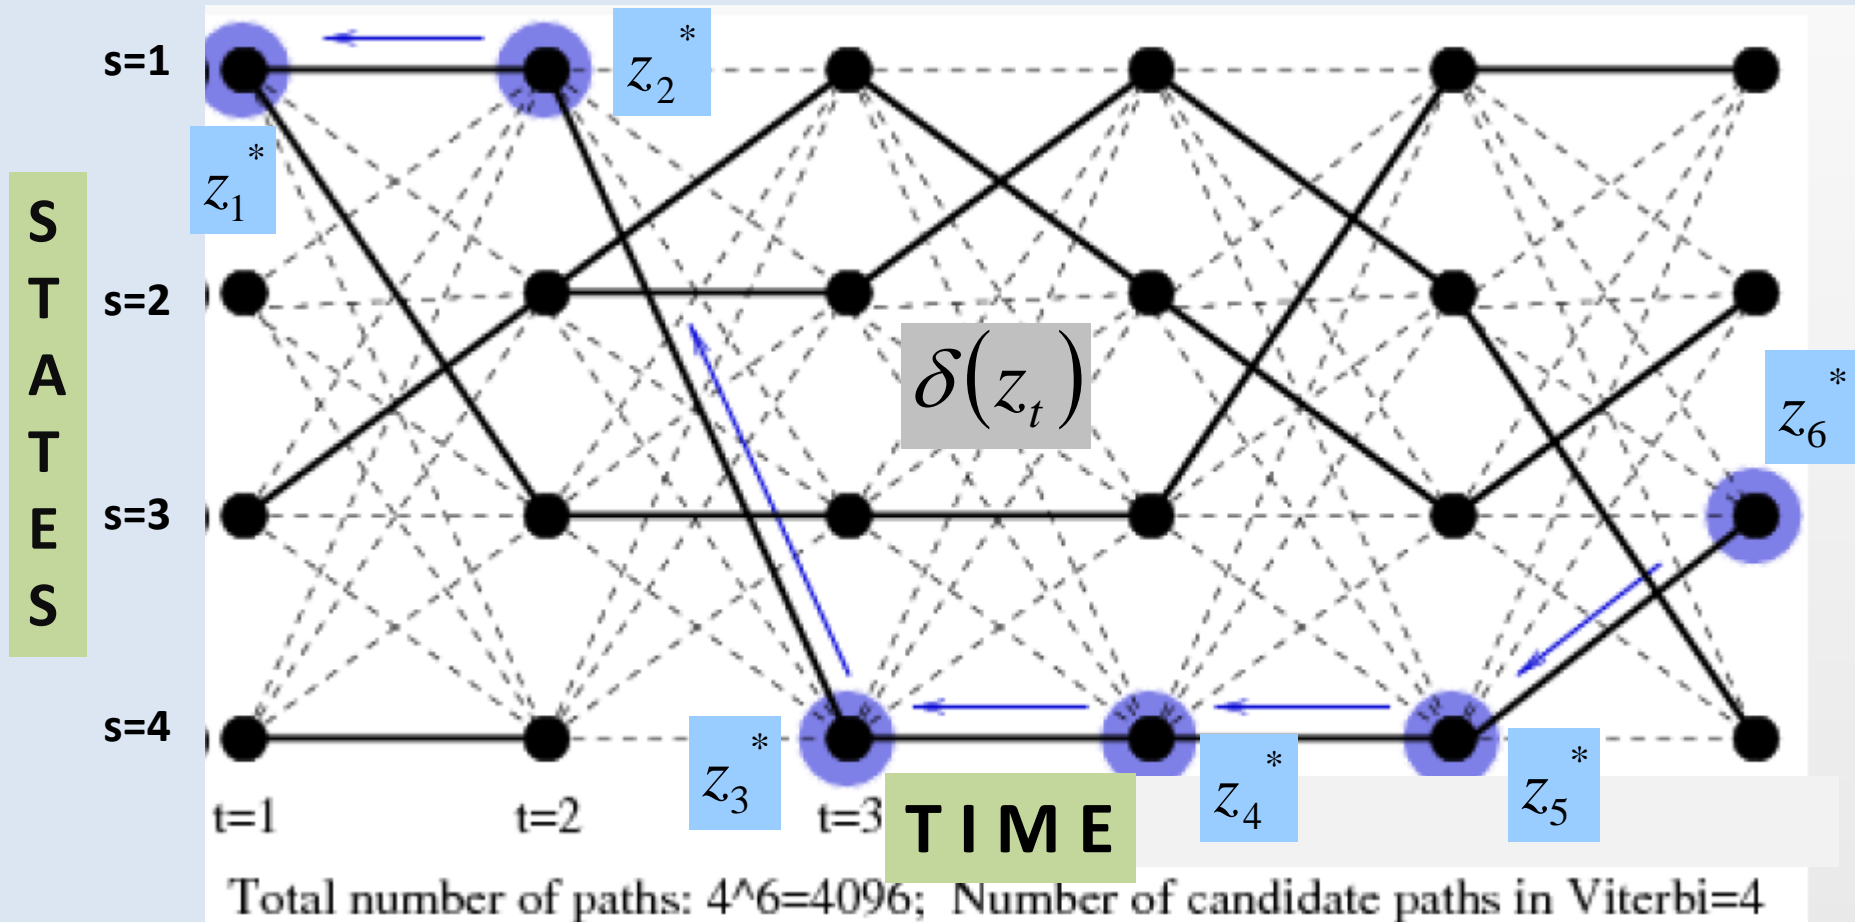 s=1
z₂*
z₁*
STATES
s=2
δ(zₜ)
z₆*
s=3
s=4
z₃*
z₄*
z₅*
t=1 t=2 t=3
TIME
Total number of paths: 4^6=4096; Number of candidate paths in Viterbi=4